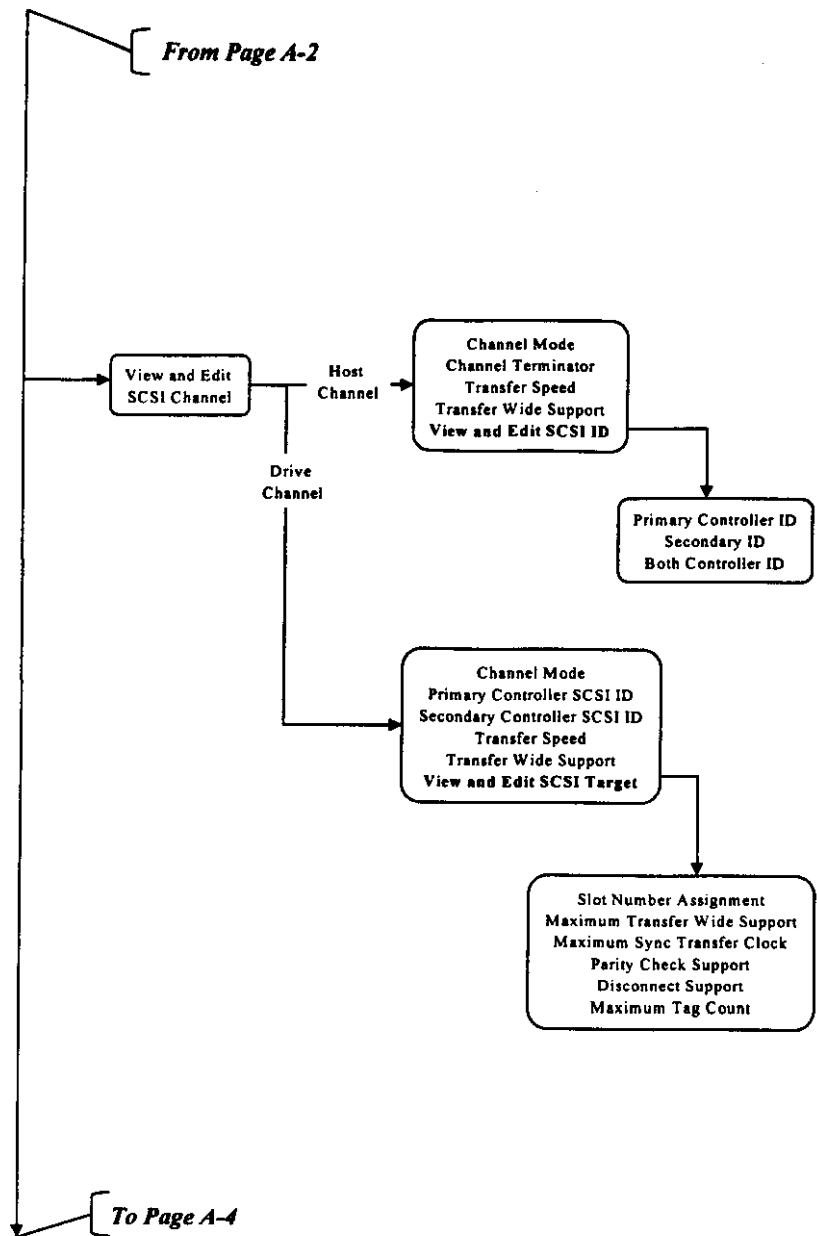 From Page A-2
View and Edit
SCSI Channel
Host
Channel
Channel Mode
Channel Terminator
Transfer Speed
Transfer Wide Support
View and Edit SCSI ID
Drive
Channel
Primary Controller ID
Secondary ID
Both Controller ID
Channel Mode
Primary Controller SCSI ID
Secondary Controller SCSI ID
Transfer Speed
Transfer Wide Support
View and Edit SCSI Target
Slot Number Assignment
Maximum Transfer Wide Support
Maximum Sync Transfer Clock
Parity Check Support
Disconnect Support
Maximum Tag Count
To Page A-4